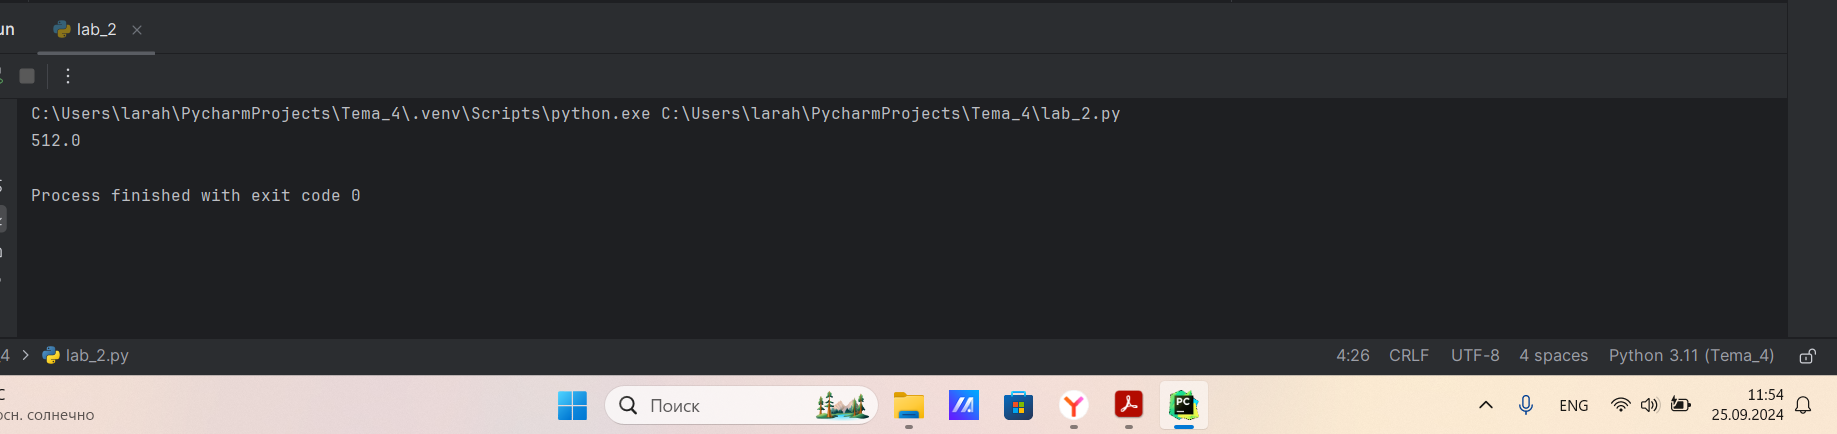 un lab_2
C:\Users\larah\PycharmProjects\Tema_4\.venv\Scripts\python.exe C:\Users\larah\PycharmProjects\Tema_4\lab_2.py
512.0
Process finished with exit code 0
_4 > lab_2.py 4:26 CRLF UTF-8 4 spaces Python 3.11 (Tema_4)
C
осн. солнечно
Поиск
PC
ENG
11:54
25.09.2024